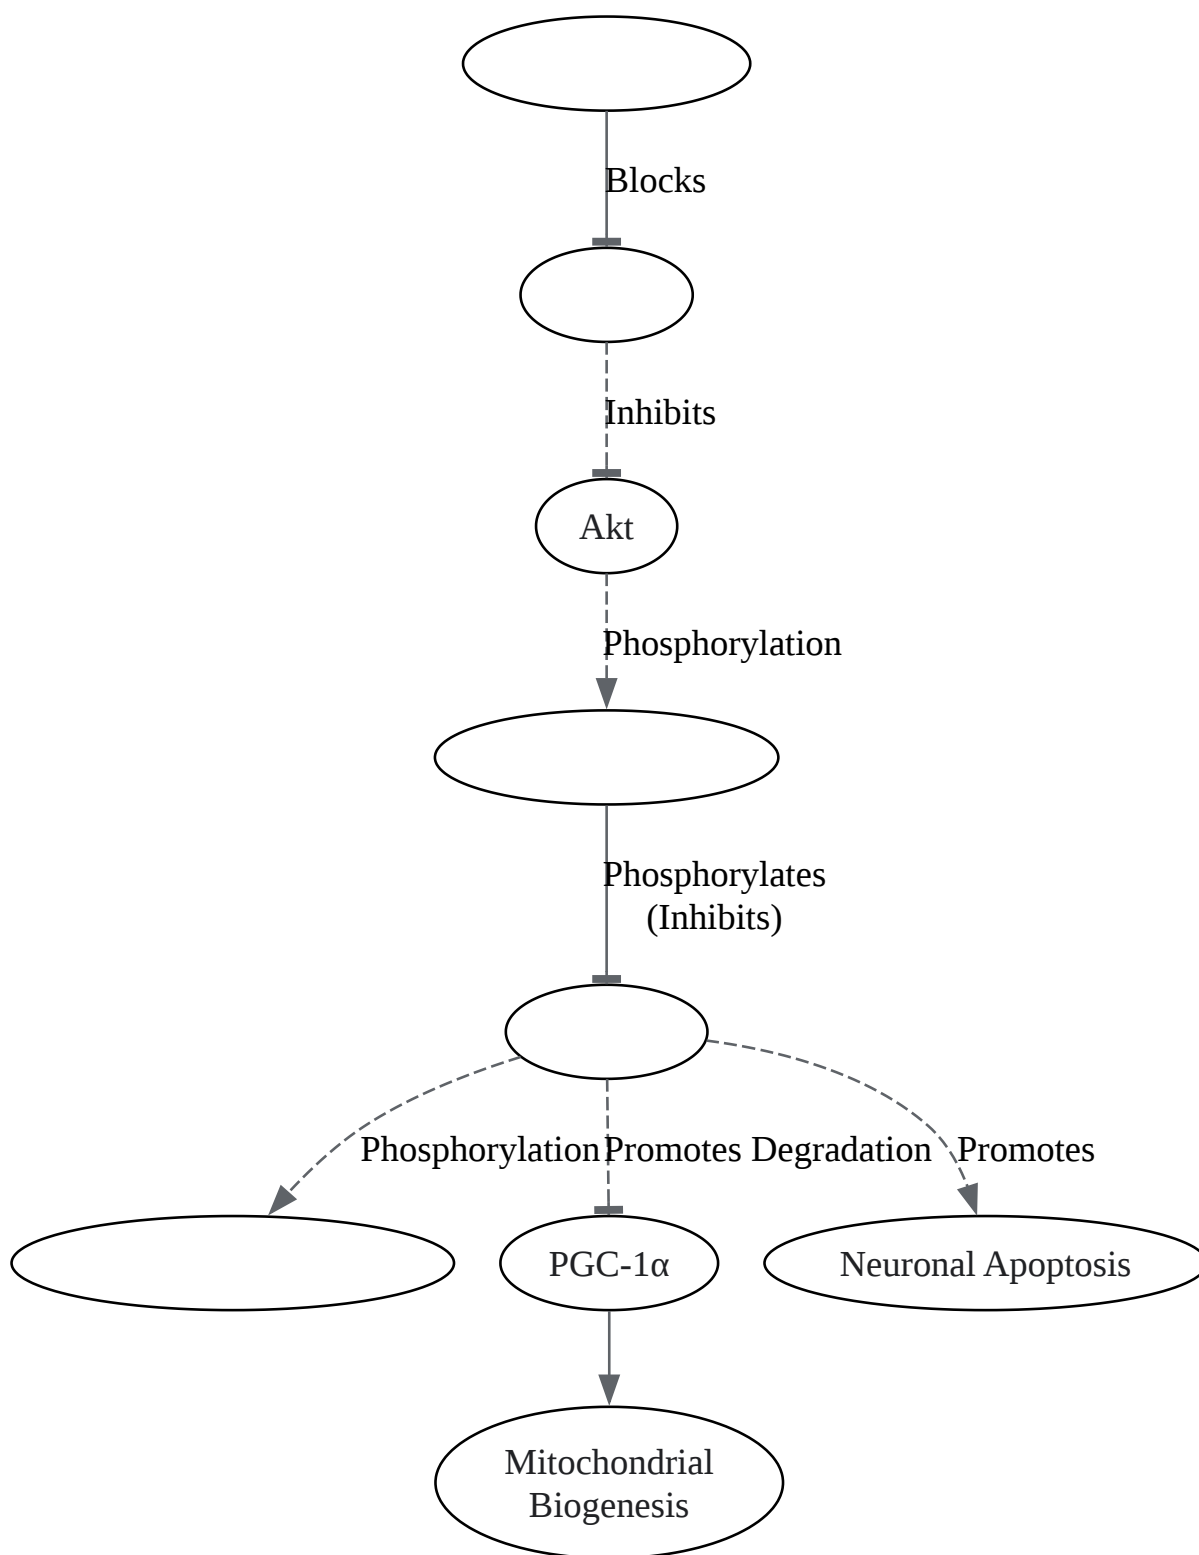 Blocks
Inhibits
Akt
Phosphorylation
Phosphorylates
(Inhibits)
Phosphorylation
Promotes Degradation
Promotes
PGC-1α
Neuronal Apoptosis
Mitochondrial
Biogenesis